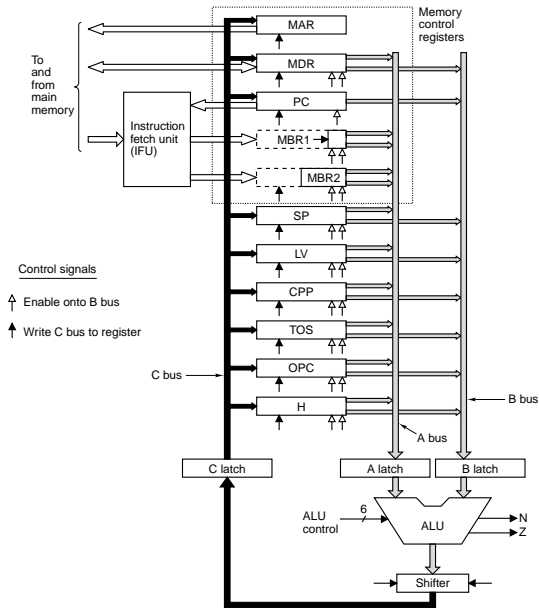 MAR
Memory
control
registers
MDR
To
and
from
main
memory
PC
Instruction
fetch unit
(IFU)
MBR1
MBR2
SP
LV
Control signals
CPP
Enable onto B bus
TOS
Write C bus to register
OPC
C bus
B bus
H
A bus
C latch
A latch
B latch
ALU
control
6
ALU
N
Z
Shifter